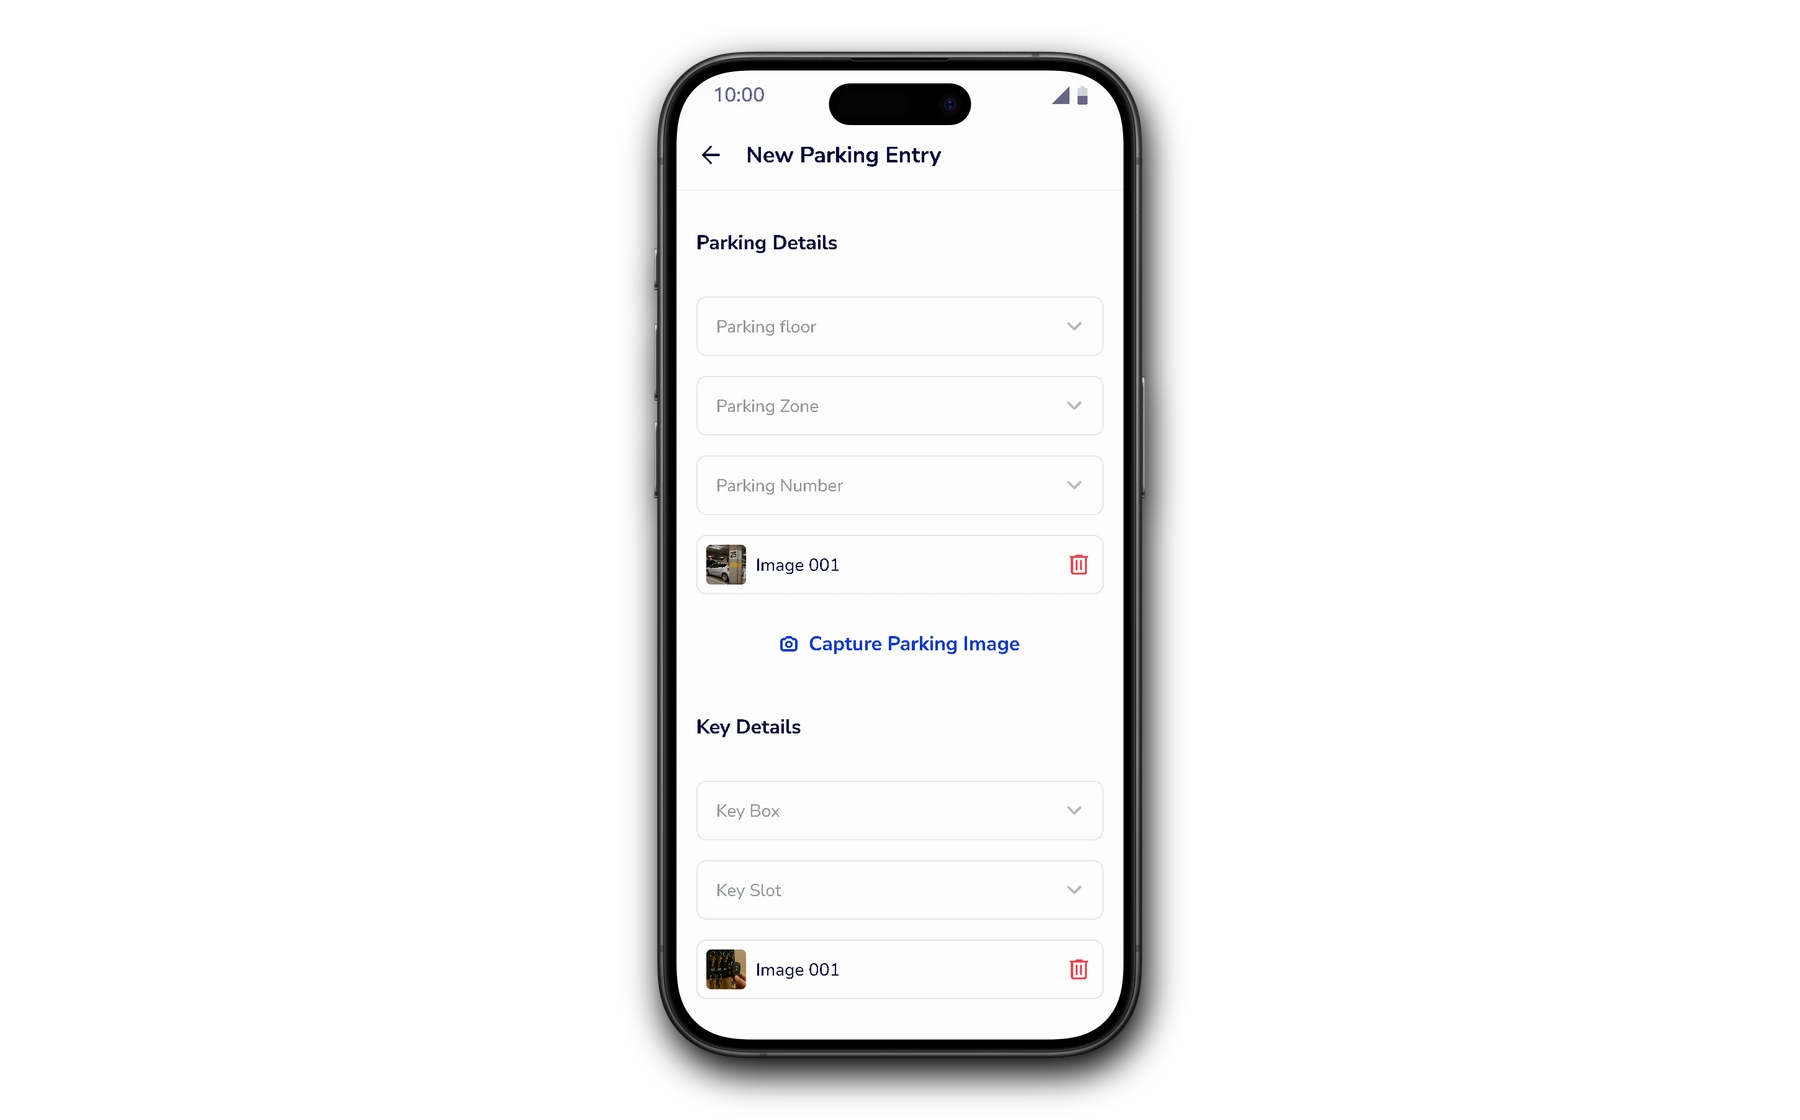 10:00
New Parking Entry
Parking Details
Parking floor
Parking Zone
Parking Number
25
Image 001
Capture Parking Image
Key Details
Key Box
Key Slot
Image 001